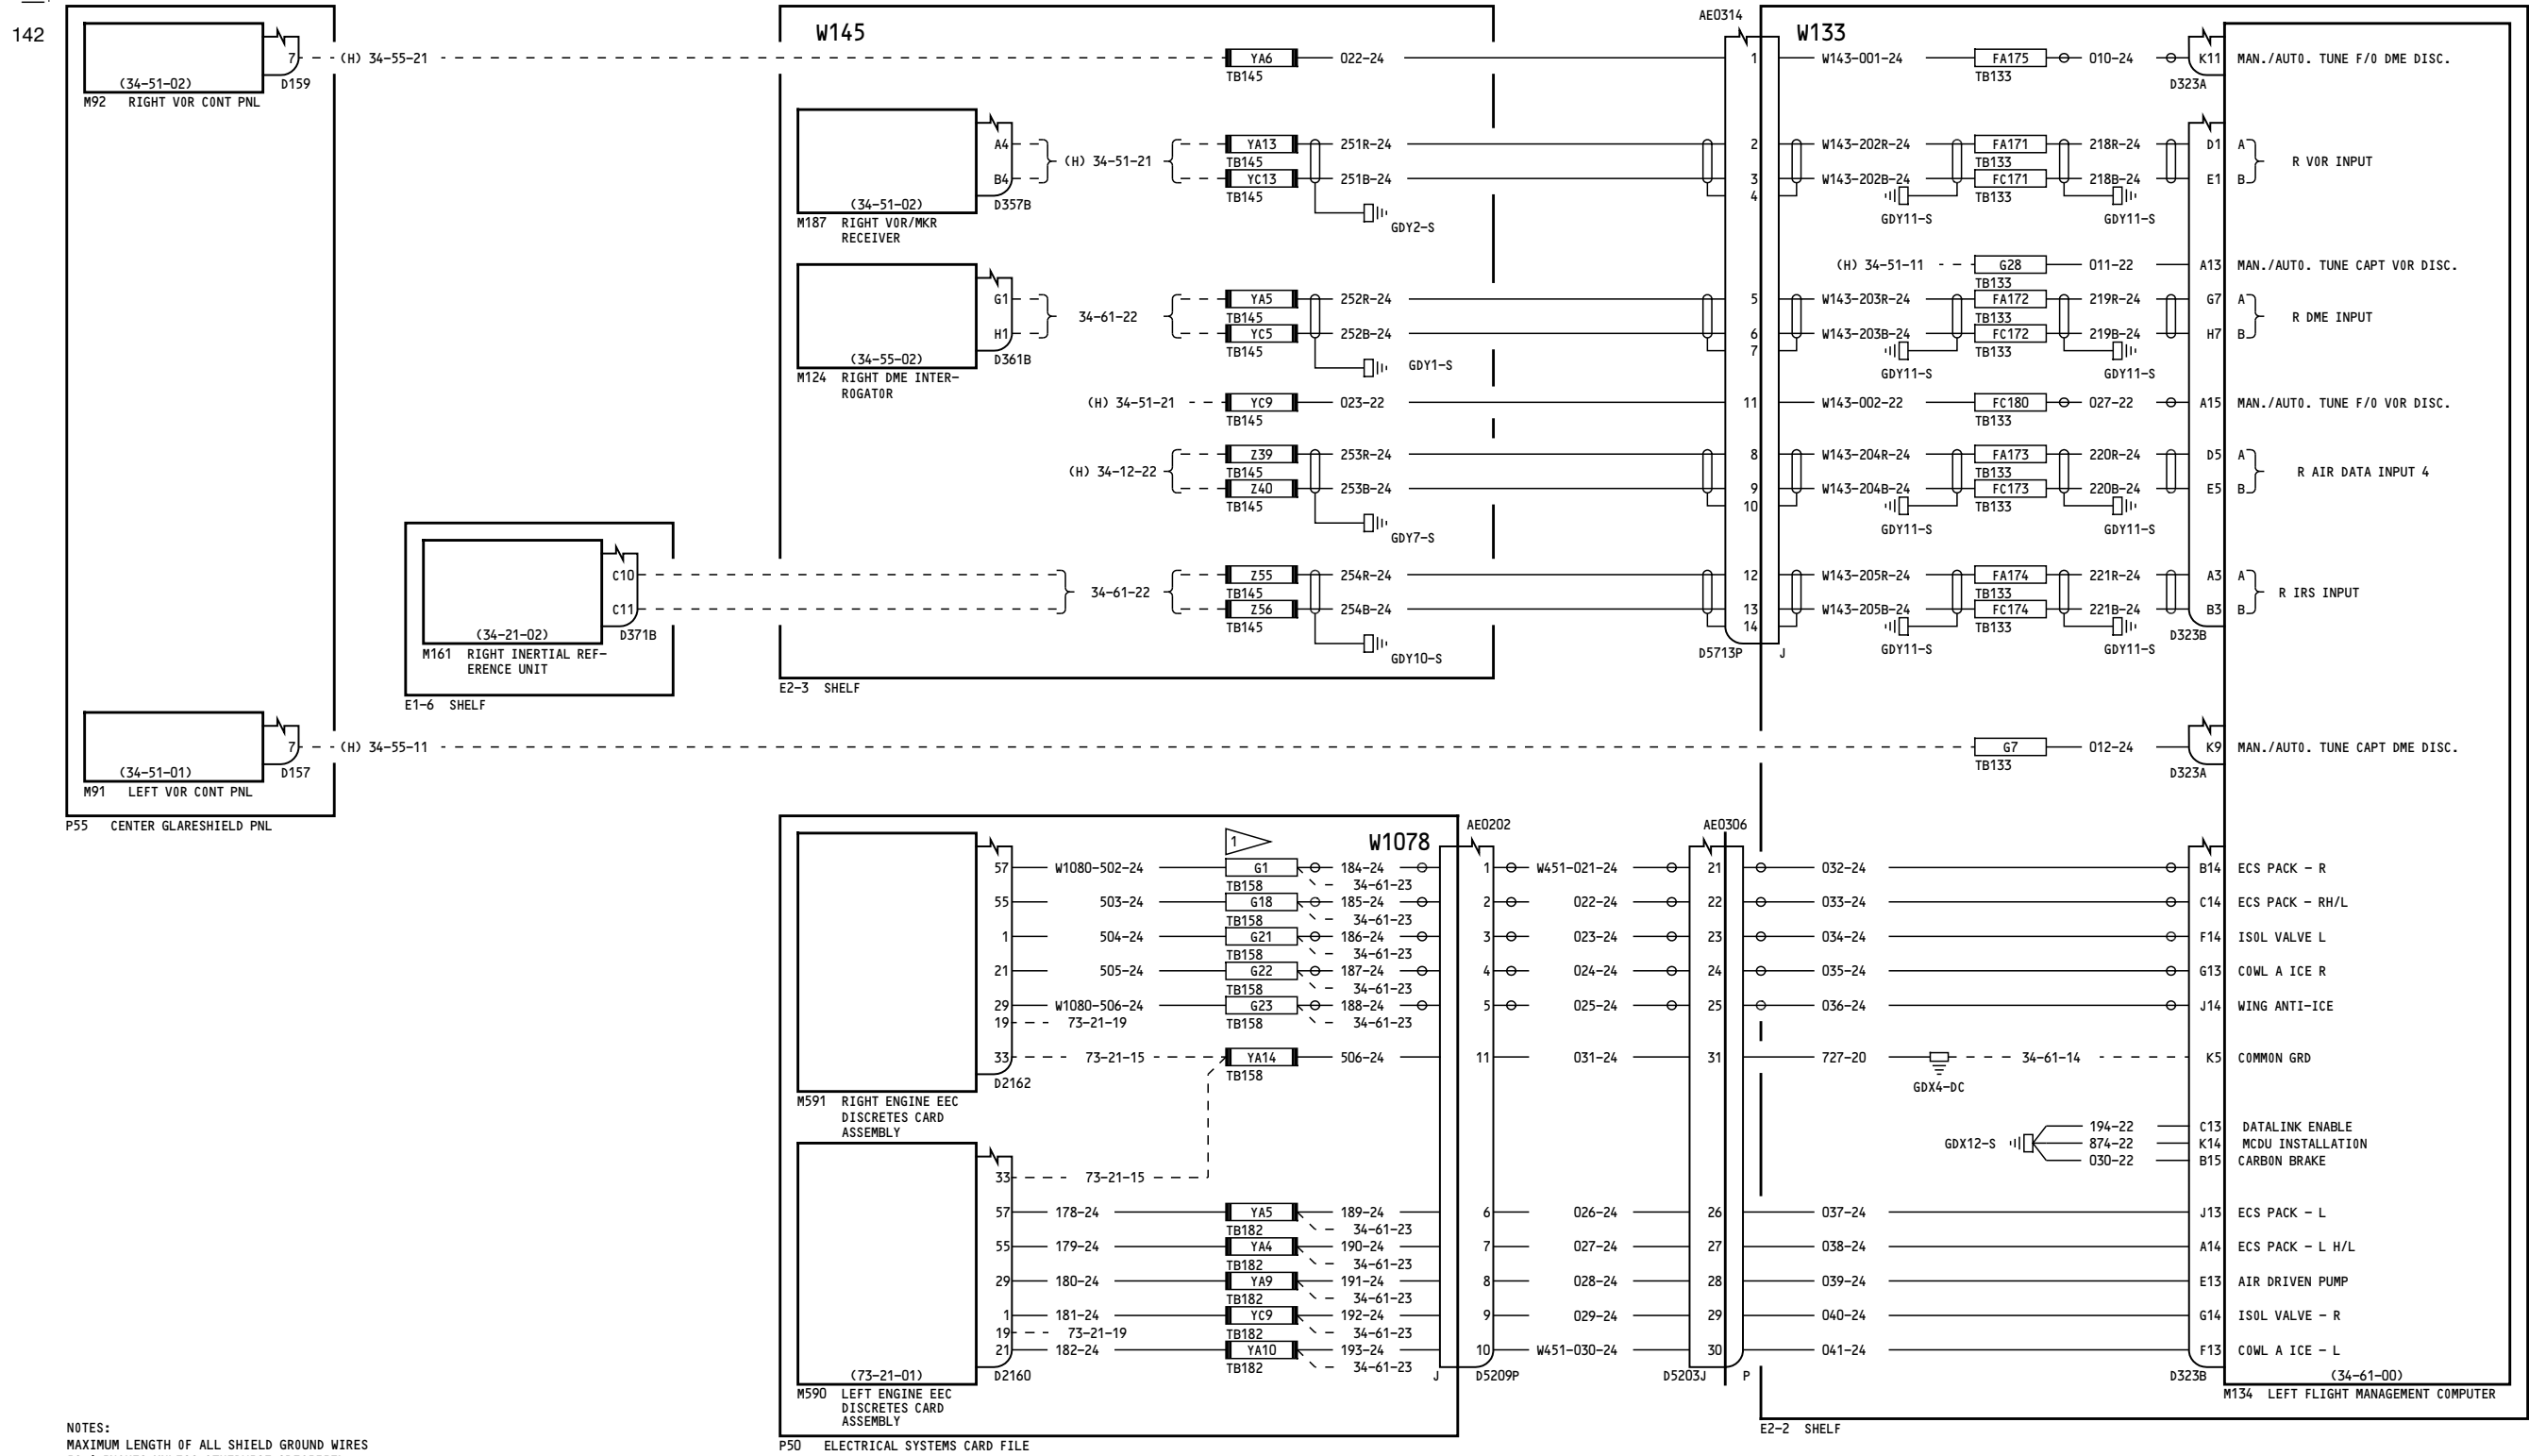 142
W145
AE0314
W133
7 (H) 34-55-21 YA6 022-24 1 W143-001-24 FA175 010-24 K11 MAN./AUTO. TUNE F/O DME DISC.
(34-51-02) D159 TB145 TB133 D323A
M92 RIGHT VOR CONT PNL
A4 YA13 251R-24 2 W143-202R-24 FA171 218R-24 D1 A
(H) 34-51-21 TB145 TB133 R VOR INPUT
B4 YC13 251B-24 3 W143-202B-24 FC171 218B-24 E1 B
(34-51-02) D357B TB145 4 TB133
M187 RIGHT VOR/MKR GDY2-S GDY11-S GDY11-S
RECEIVER
(H) 34-51-11 G28 011-22 A13 MAN./AUTO. TUNE CAPT VOR DISC.
TB133
G1 YA5 252R-24 5 W143-203R-24 FA172 219R-24 G7 A
34-61-22 TB145 TB133 R DME INPUT
H1 YC5 252B-24 6 W143-203B-24 FC172 219B-24 H7 B
(34-55-02) D361B TB145 7 TB133
M124 RIGHT DME INTER- GDY1-S GDY11-S GDY11-S
ROGATOR
(H) 34-51-21 YC9 023-22 11 W143-002-22 FC180 027-22 A15 MAN./AUTO. TUNE F/O VOR DISC.
TB145 TB133
Z39 253R-24 8 W143-204R-24 FA173 220R-24 D5 A
(H) 34-12-22 TB145 TB133 R AIR DATA INPUT 4
Z40 253B-24 9 W143-204B-24 FC173 220B-24 E5 B
TB145 10 TB133
GDY7-S GDY11-S GDY11-S
C10 Z55 254R-24 12 W143-205R-24 FA174 221R-24 A3 A
34-61-22 TB145 TB133 R IRS INPUT
C11 Z56 254B-24 13 W143-205B-24 FC174 221B-24 B3 B
(34-21-02) D371B TB145 14 TB133 D323B
M161 RIGHT INERTIAL REF- GDY10-S D5713P J GDY11-S GDY11-S
ERENCE UNIT
E2-3 SHELF
E1-6 SHELF
7 (H) 34-55-11 G7 012-24 K9 MAN./AUTO. TUNE CAPT DME DISC.
(34-51-01) D157 TB133 D323A
M91 LEFT VOR CONT PNL
P55 CENTER GLARESHIELD PNL
AE0202 AE0306
1 W1078
57 W1080-502-24 G1 184-24 1 W451-021-24 21 032-24 B14 ECS PACK - R
TB158 34-61-23
55 503-24 G18 185-24 2 022-24 22 033-24 C14 ECS PACK - RH/L
TB158 34-61-23
1 504-24 G21 186-24 3 023-24 23 034-24 F14 ISOL VALVE L
TB158 34-61-23
21 505-24 G22 187-24 4 024-24 24 035-24 G13 COWL A ICE R
TB158 34-61-23
29 W1080-506-24 G23 188-24 5 025-24 25 036-24 J14 WING ANTI-ICE
19 73-21-19 TB158 34-61-23
33 73-21-15 YA14 506-24 11 031-24 31 727-20 34-61-14 K5 COMMON GRD
D2162 TB158 GDX4-DC
M591 RIGHT ENGINE EEC
DISCRETES CARD
ASSEMBLY
194-22 C13 DATALINK ENABLE
GDX12-S 874-22 K14 MCDU INSTALLATION
030-22 B15 CARBON BRAKE
33 73-21-15
57 178-24 YA5 189-24 6 026-24 26 037-24 J13 ECS PACK - L
TB182 34-61-23
55 179-24 YA4 190-24 7 027-24 27 038-24 A14 ECS PACK - L H/L
TB182 34-61-23
29 180-24 YA9 191-24 8 028-24 28 039-24 E13 AIR DRIVEN PUMP
TB182 34-61-23
1 181-24 YC9 192-24 9 029-24 29 040-24 G14 ISOL VALVE - R
19 73-21-19 TB182 34-61-23
21 182-24 YA10 193-24 10 W451-030-24 30 041-24 F13 COWL A ICE - L
TB182 34-61-23
(73-21-01) D2160 J D5209P D5203J P D323B (34-61-00)
M590 LEFT ENGINE EEC M134 LEFT FLIGHT MANAGEMENT COMPUTER
DISCRETES CARD
ASSEMBLY
E2-2 SHELF
P50 ELECTRICAL SYSTEMS CARD FILE
NOTES:
MAXIMUM LENGTH OF ALL SHIELD GROUND WIRES